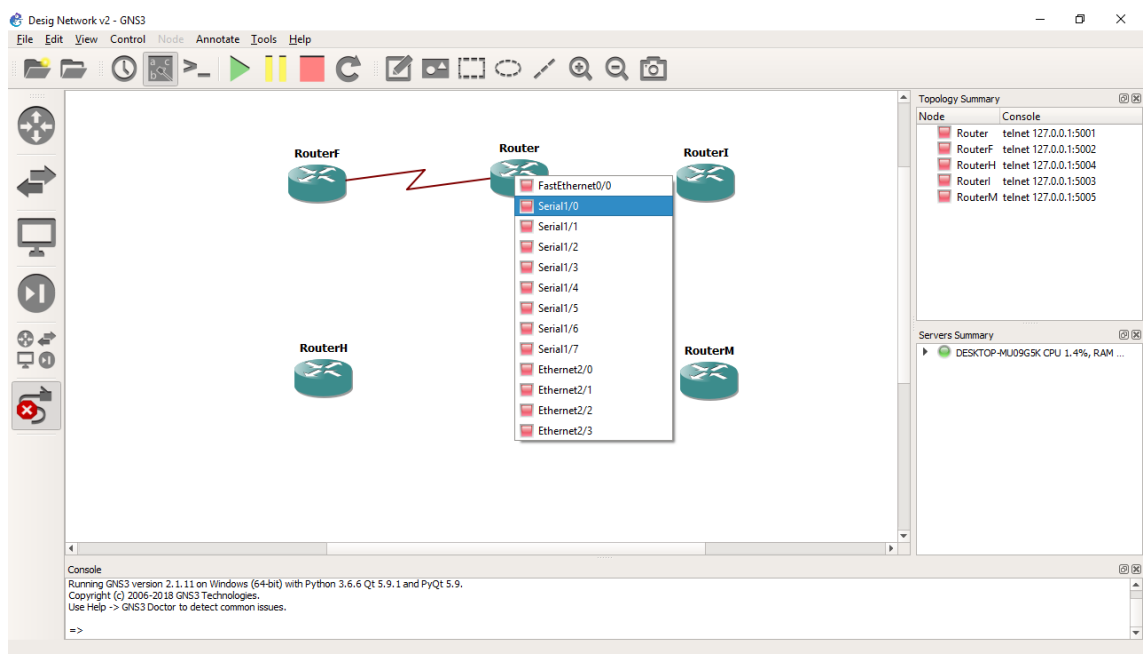 Desig Network v2 - GNS3
File Edit View Control Node Annotate Tools Help
Topology Summary
Node Console
Router telnet 127.0.0.1:5001
RouterF telnet 127.0.0.1:5002
RouterH telnet 127.0.0.1:5004
RouterI telnet 127.0.0.1:5003
RouterM telnet 127.0.0.1:5005
RouterF
Router
RouterI
FastEthernet0/0
Serial1/0
Serial1/1
Serial1/2
Serial1/3
Serial1/4
Serial1/5
Serial1/6
Serial1/7
Ethernet2/0
Ethernet2/1
Ethernet2/2
Ethernet2/3
RouterH
RouterM
Servers Summary
DESKTOP-MU09G5K CPU 1.4%, RAM ...
Console
Running GNS3 version 2.1.11 on Windows (64-bit) with Python 3.6.6 Qt 5.9.1 and PyQt 5.9.
Copyright (c) 2006-2018 GNS3 Technologies.
Use Help -> GNS3 Doctor to detect common issues.
=>